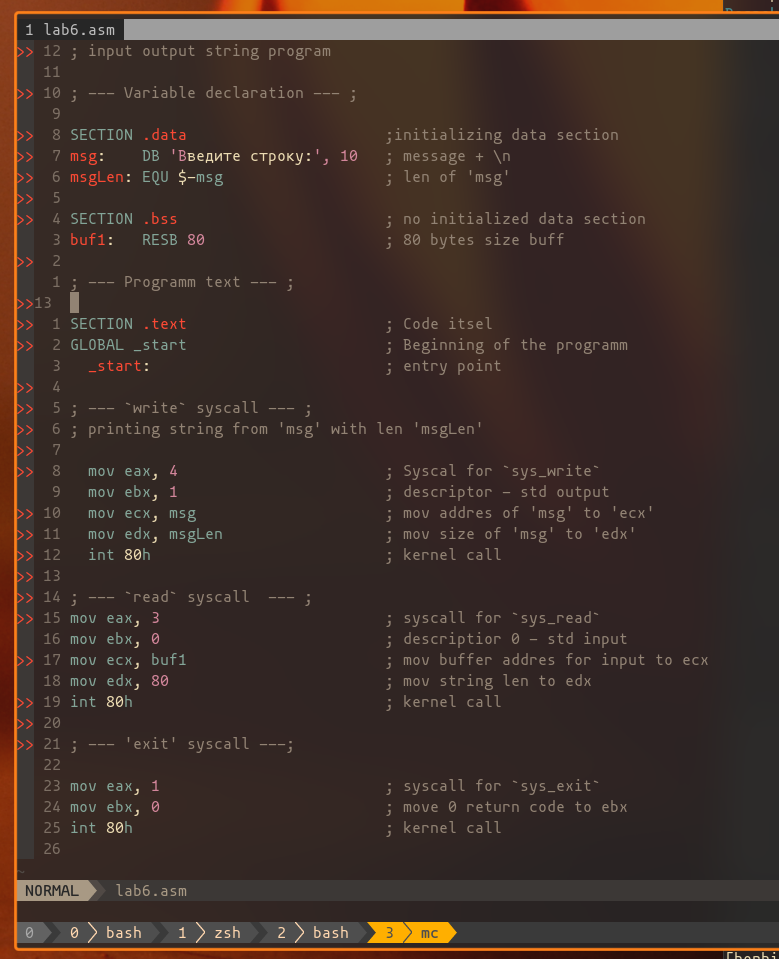 1 lab6.asm
>> 12 ; input output string program
11
>> 10 ; --- Variable declaration --- ;
9
>> 8 SECTION .data ;initializing data section
>> 7 msg: DB 'Введите строку:', 10 ; message + \n
>> 6 msgLen: EQU $-msg ; len of 'msg'
>> 5
>> 4 SECTION .bss ; no initialized data section
3 buf1: RESB 80 ; 80 bytes size buff
>> 2
1 ; --- Programm text --- ;
>>13
>> 1 SECTION .text ; Code itsel
>> 2 GLOBAL _start ; Beginning of the programm
3 _start: ; entry point
>> 4
>> 5 ; --- `write` syscall --- ;
>> 6 ; printing string from 'msg' with len 'msgLen'
>> 7
>> 8 mov eax, 4 ; Syscal for `sys_write`
9 mov ebx, 1 ; descriptor - std output
>> 10 mov ecx, msg ; mov addres of 'msg' to 'ecx'
>> 11 mov edx, msgLen ; mov size of 'msg' to 'edx'
>> 12 int 80h ; kernel call
>> 13
>> 14 ; --- `read` syscall --- ;
>> 15 mov eax, 3 ; syscall for `sys_read`
16 mov ebx, 0 ; descriptior 0 - std input
>> 17 mov ecx, buf1 ; mov buffer addres for input to ecx
18 mov edx, 80 ; mov string len to edx
>> 19 int 80h ; kernel call
>> 20
>> 21 ; --- 'exit' syscall ---;
22
23 mov eax, 1 ; syscall for `sys_exit`
24 mov ebx, 0 ; move 0 return code to ebx
25 int 80h ; kernel call
26
~
NORMAL lab6.asm
0 0 bash 1 zsh 2 bash 3 mc